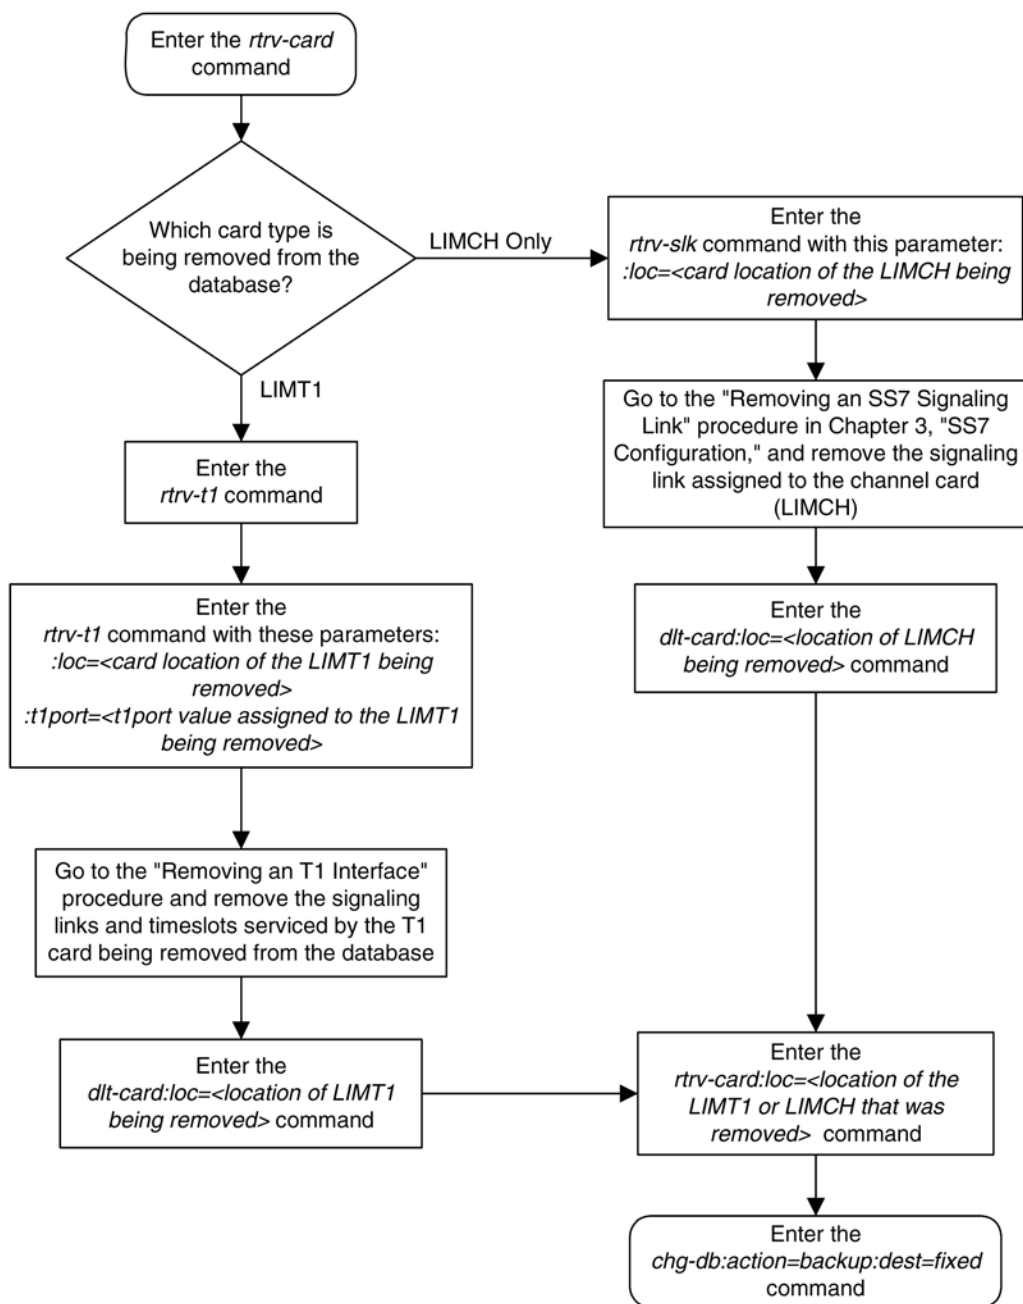 Enter the rtrv-card
command
Which card type is
being removed from the
database?
LIMCH Only
LIMT1
Enter the
rtrv-slk command with this parameter:
:loc=<card location of the LIMCH being
removed>
Go to the "Removing an SS7 Signaling
Link" procedure in Chapter 3, "SS7
Configuration," and remove the signaling
link assigned to the channel card
(LIMCH)
Enter the
dlt-card:loc=<location of LIMCH
being removed> command
Enter the
rtrv-t1 command
Enter the
rtrv-t1 command with these parameters:
:loc=<card location of the LIMT1 being
removed>
:t1port=<t1port value assigned to the LIMT1
being removed>
Go to the "Removing an T1 Interface"
procedure and remove the signaling
links and timeslots serviced by the T1
card being removed from the database
Enter the
dlt-card:loc=<location of LIMT1
being removed> command
Enter the
rtrv-card:loc=<location of the
LIMT1 or LIMCH that was
removed> command
Enter the
chg-db:action=backup:dest=fixed
command